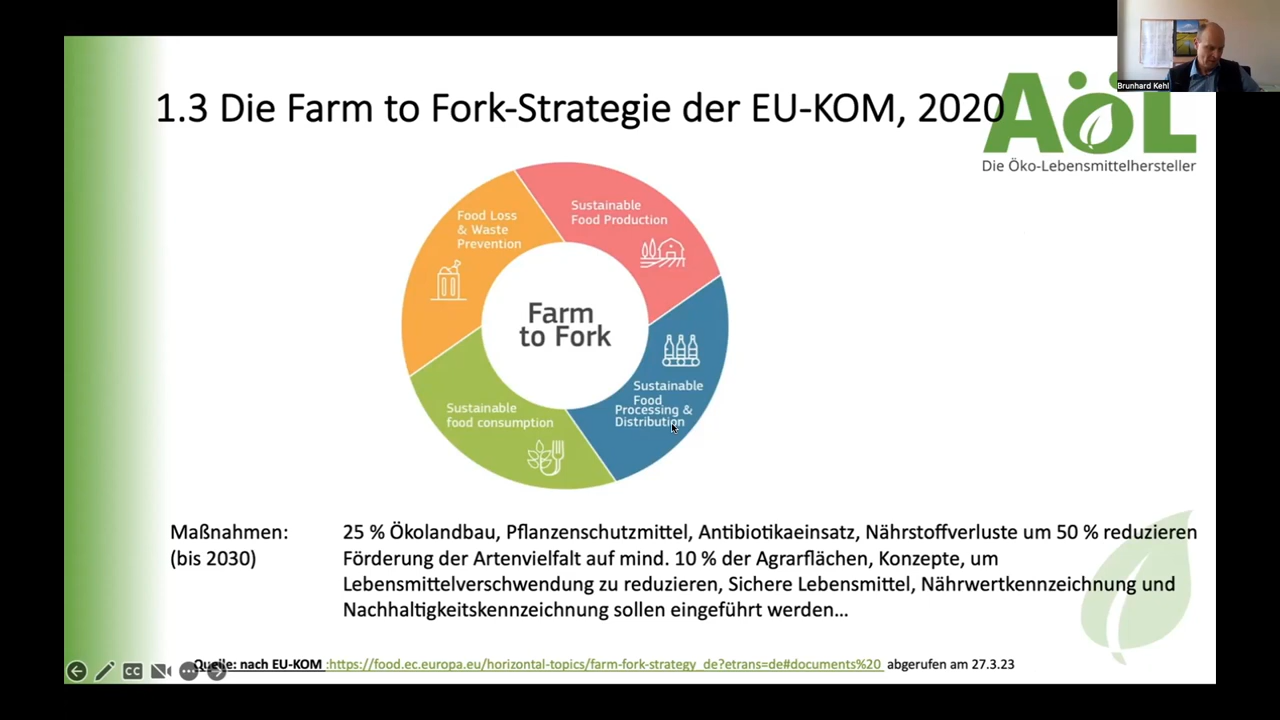 Brunhard Kehl
1.3 Die Farm to Fork-Strategie der EU-KOM, 2020
AöL
Die Öko-Lebensmittelhersteller
Food Loss
& Waste
Prevention
Sustainable
Food Production
Farm
to Fork
Sustainable
Food
Processing &
Distribution
Sustainable
food consumption
Maßnahmen:
(bis 2030)
25 % Ökolandbau, Pflanzenschutzmittel, Antibiotikaeinsatz, Nährstoffverluste um 50 % reduzieren
Förderung der Artenvielfalt auf mind. 10 % der Agrarflächen, Konzepte, um
Lebensmittelverschwendung zu reduzieren, Sichere Lebensmittel, Nährwertkennzeichnung und
Nachhaltigkeitskennzeichnung sollen eingeführt werden…
Quelle: nach EU-KOM :https://food.ec.europa.eu/horizontal-topics/farm-fork-strategy_de?etrans=de#documents%20 abgerufen am 27.3.23
CC